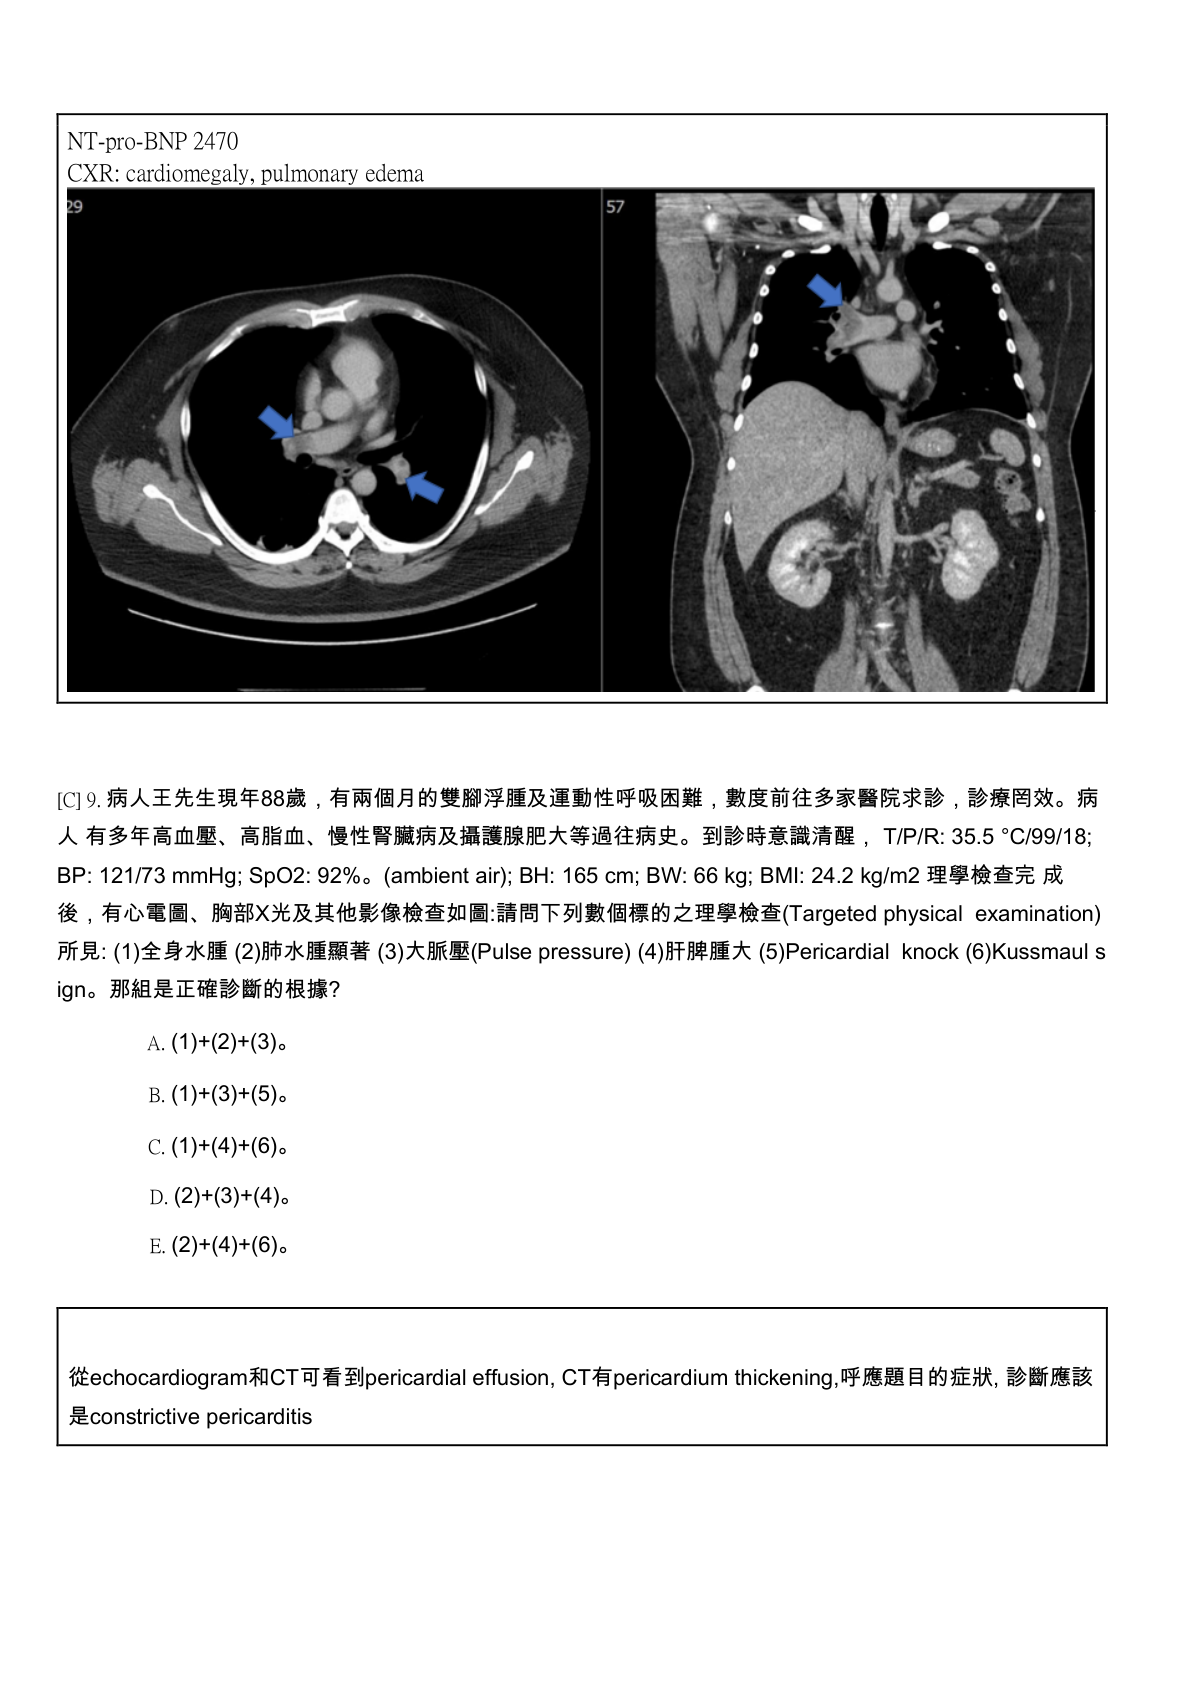 NT-pro-BNP 2470
CXR: cardiomegaly, pulmonary edema
29
57
[C] 9. 病人王先生現年88歲，有兩個月的雙腳浮腫及運動性呼吸困難，數度前往多家醫院求診，診療罔效。病
人 有多年高血壓、高脂血、慢性腎臟病及攝護腺肥大等過往病史。到診時意識清醒， T/P/R: 35.5 °C/99/18;
BP: 121/73 mmHg; SpO2: 92%。(ambient air); BH: 165 cm; BW: 66 kg; BMI: 24.2 kg/m2 理學檢查完 成
後，有心電圖、胸部X光及其他影像檢查如圖:請問下列數個標的之理學檢查(Targeted physical examination)
所見: (1)全身水腫 (2)肺水腫顯著 (3)大脈壓(Pulse pressure) (4)肝脾腫大 (5)Pericardial knock (6)Kussmaul s
ign。那組是正確診斷的根據?
A. (1)+(2)+(3)。
B. (1)+(3)+(5)。
C. (1)+(4)+(6)。
D. (2)+(3)+(4)。
E. (2)+(4)+(6)。
從echocardiogram和CT可看到pericardial effusion, CT有pericardium thickening,呼應題目的症狀, 診斷應該
是constrictive pericarditis